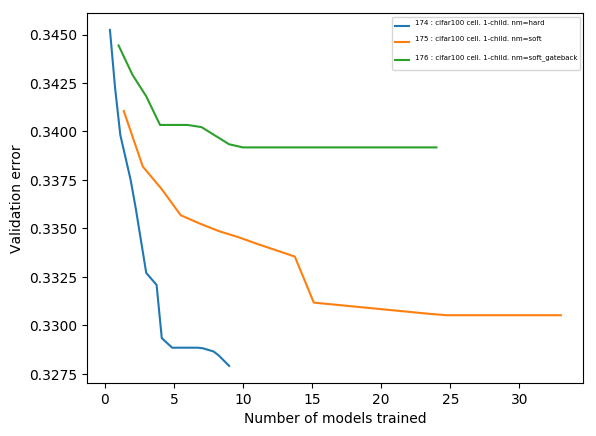 174 : cifar100 cell. 1-child. nm=hard
175 : cifar100 cell. 1-child. nm=soft
176 : cifar100 cell. 1-child. nm=soft_gateback
0.3450
0.3425
0.3400
0.3375
0.3350
0.3325
0.3300
0.3275
Validation error
0 5 10 15 20 25 30
Number of models trained